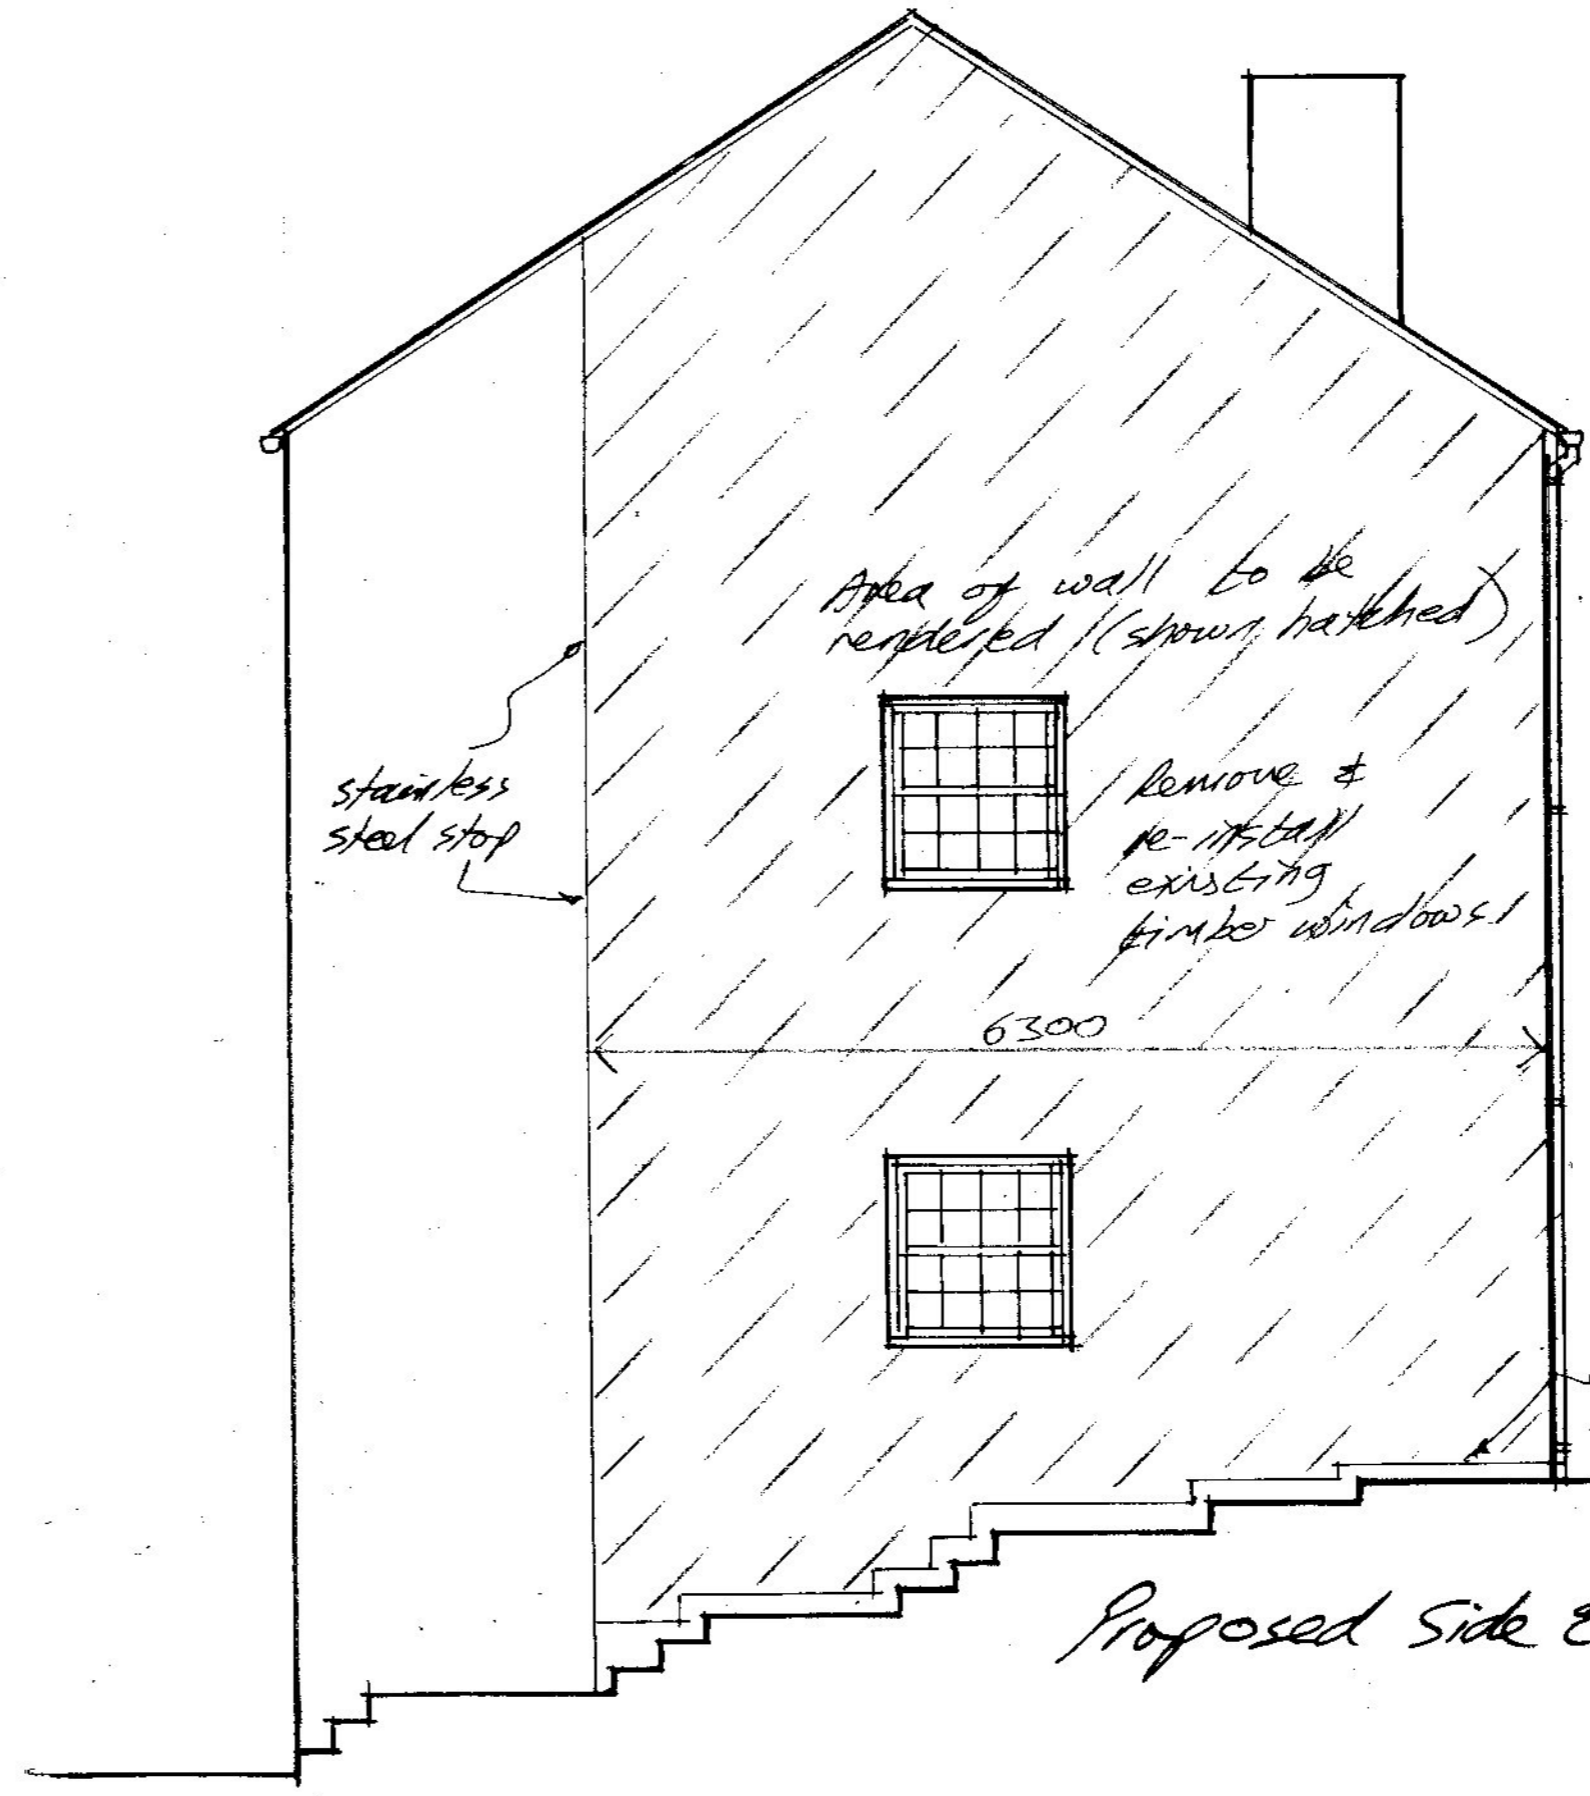 Area of wall to be
rendered (shown hatched)
stainless
steel stop
Remove &
re-install
existing
timber windows
6300
Proposed Side E